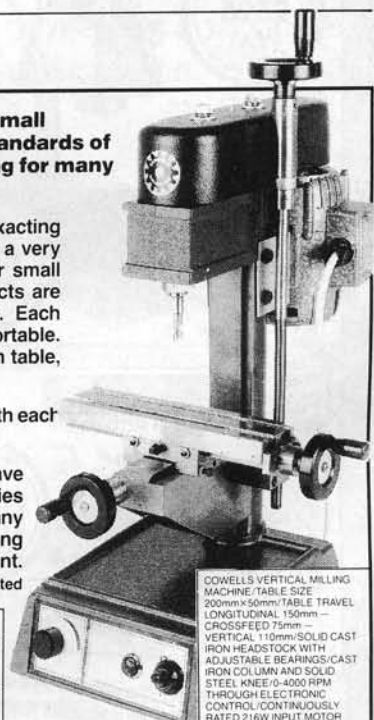 mall
andards of
g for many
exacting
a very
r small
cts are
. Each
ortable.
n table,
th each
ave
ies
any
ing
nt.
ted
COWELLS VERTICAL MILLING
MACHINE/TABLE SIZE
200mm×50mm/TABLE TRAVEL
LONGITUDINAL 150mm —
CROSSFEED 75mm —
VERTICAL 110mm/SOLID CAST
IRON HEADSTOCK WITH
ADJUSTABLE BEARINGS/CAST
IRON COLUMN AND SOLID
STEEL KNEE/0-4000 RPM
THROUGH ELECTRONIC
CONTROL/CONTINUOUSLY
RATED 216W INPUT MOTOR